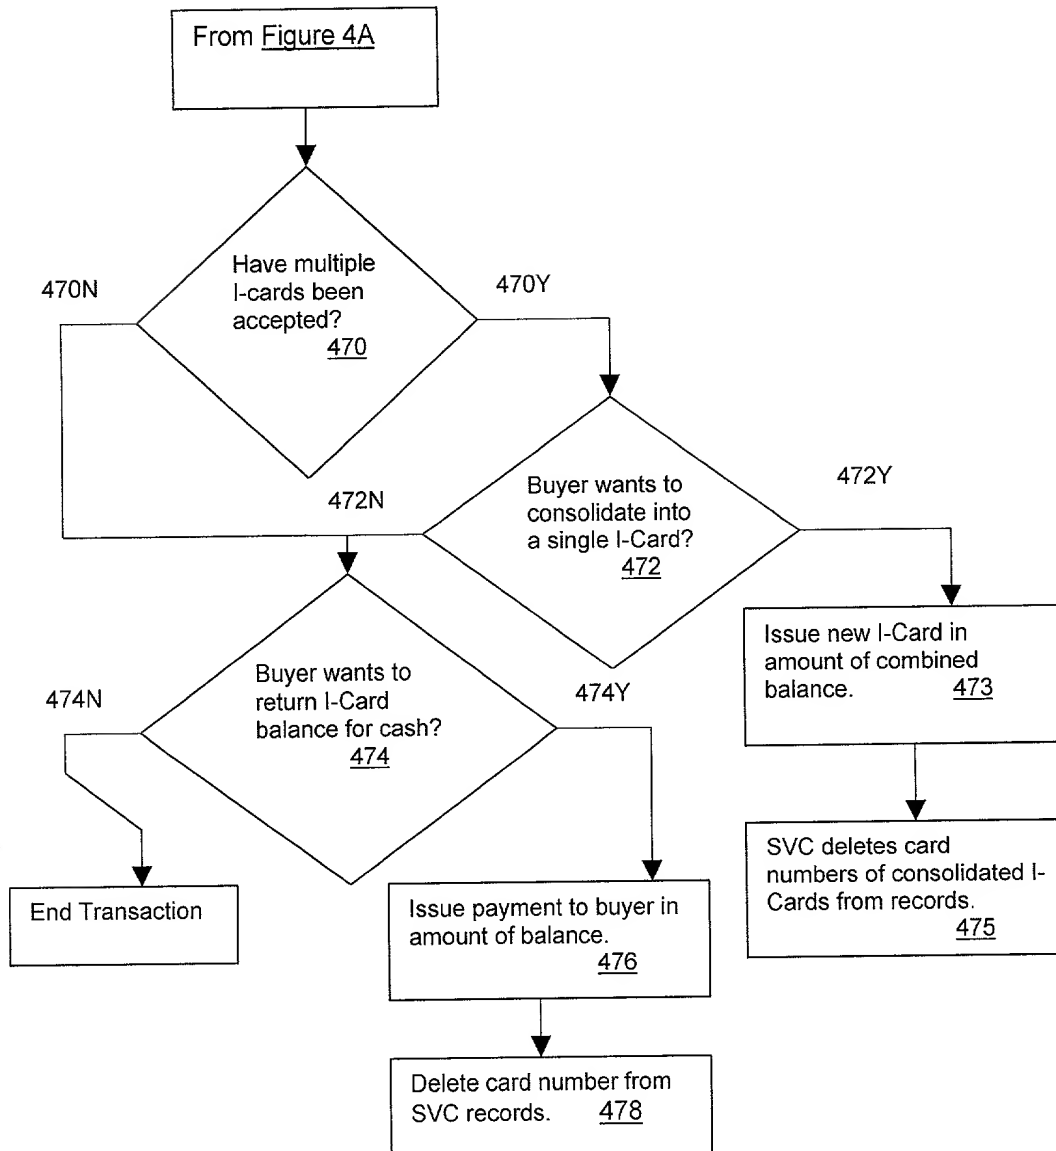 From Figure 4A
Have multiple
I-cards been
accepted?
470
470N
470Y
Buyer wants to
consolidate into
a single I-Card?
472
472N
472Y
Issue new I-Card in
amount of combined
balance. 473
Buyer wants to
return I-Card
balance for cash?
474
474N
474Y
SVC deletes card
numbers of consolidated I-
Cards from records.
475
End Transaction
Issue payment to buyer in
amount of balance.
476
Delete card number from
SVC records. 478